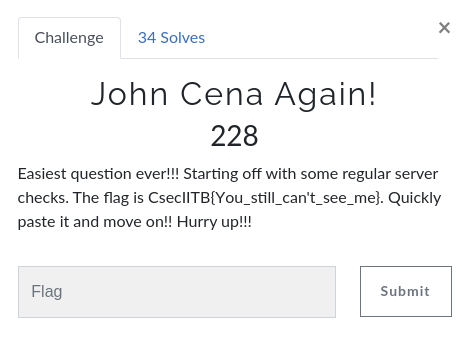 Challenge
34 Solves
×
John Cena Again!
228
Easiest question ever!!! Starting off with some regular server
checks. The flag is CsecIITB{You_still_can't_see_me}. Quickly
paste it and move on!! Hurry up!!!
Flag
Submit